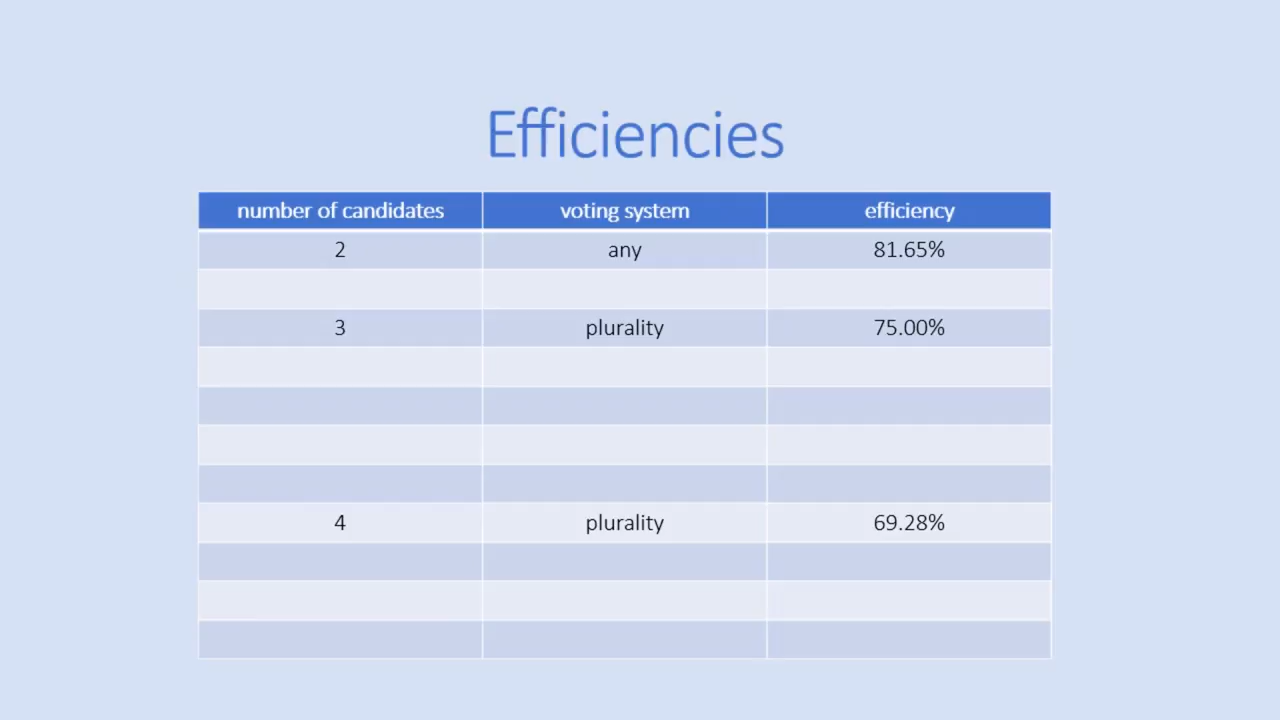 Efficiencies
number of candidates voting system efficiency
2 any 81.65%
3 plurality 75.00%
4 plurality 69.28%